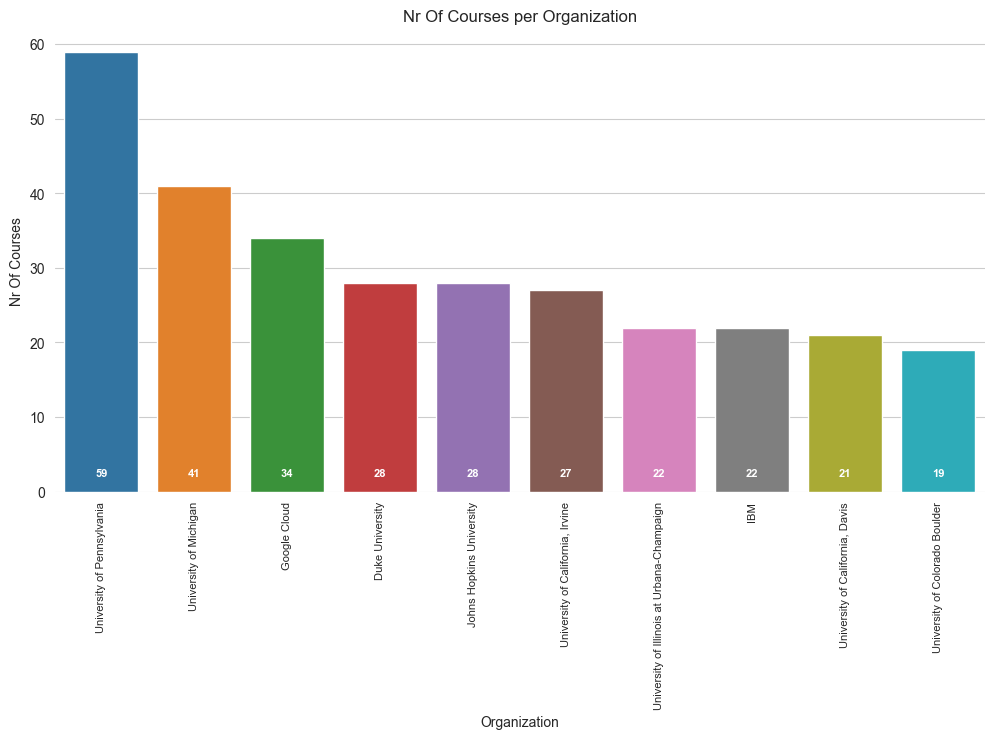 Nr Of Courses per Organization
Nr Of Courses
60
50
40
30
20
10
0
59
41
34
28
28
27
22
22
21
19
University of Pennsylvania
University of Michigan
Google Cloud
Duke University
Johns Hopkins University
University of California, Irvine
University of Illinois at Urbana-Champaign
IBM
University of California, Davis
University of Colorado Boulder
Organization